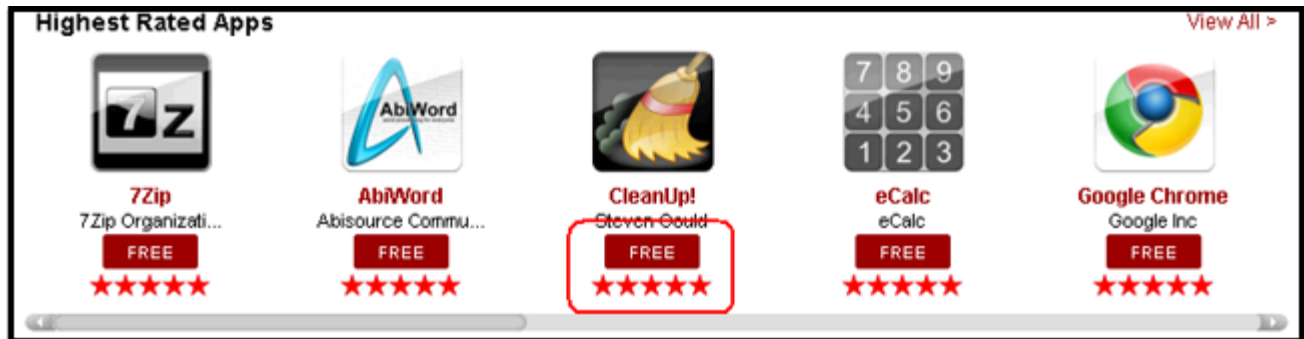 Highest Rated Apps
View All >
7z
AbiWord
7 8 9
4 5 6
1 2 3
7Zip
AbiWord
CleanUp!
eCalc
Google Chrome
7Zip Organizati...
Abisource Commu...
Steven Gould
eCalc
Google Inc
FREE
FREE
FREE
FREE
FREE